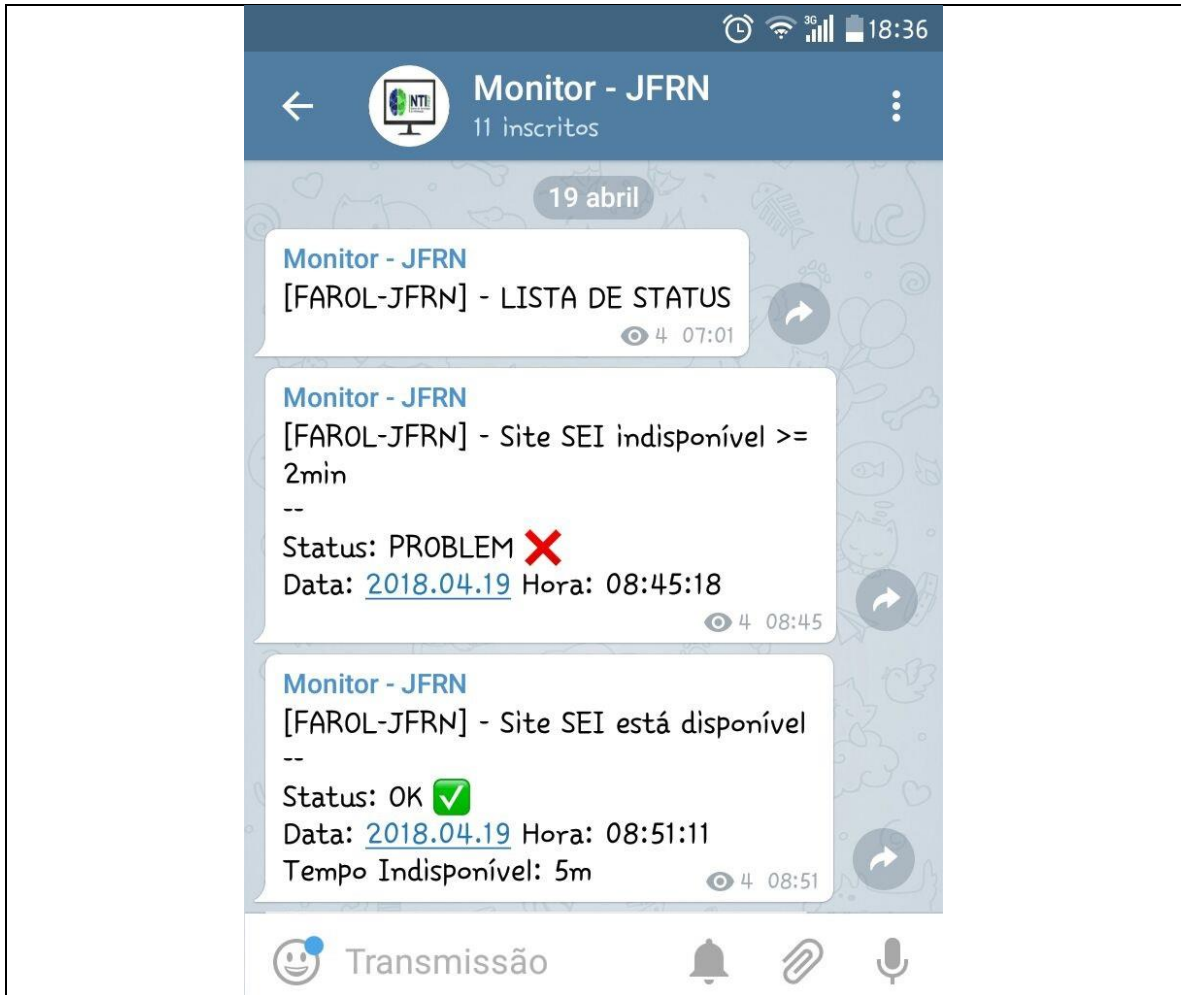 3G 18:36
NTI
Monitor - JFRN
11 inscritos
19 abril
Monitor - JFRN
[FAROL-JFRN] - LISTA DE STATUS
4 07:01
Monitor - JFRN
[FAROL-JFRN] - Site SEI indisponível >=
2min
--
Status: PROBLEM ❌
Data: 2018.04.19 Hora: 08:45:18
4 08:45
Monitor - JFRN
[FAROL-JFRN] - Site SEI está disponível
--
Status: OK ✅
Data: 2018.04.19 Hora: 08:51:11
Tempo Indisponível: 5m
4 08:51
Transmissão